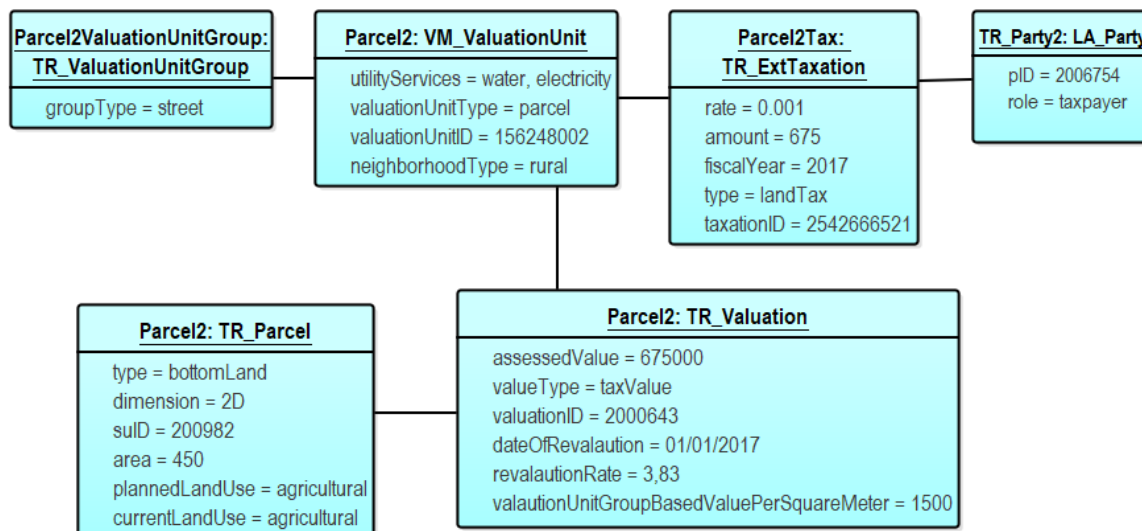 Parcel2ValuationUnitGroup:
TR_ValuationUnitGroup
groupType = street
Parcel2: VM_ValuationUnit
utilityServices = water, electricity
valuationUnitType = parcel
valuationUnitID = 156248002
neighborhoodType = rural
Parcel2Tax:
TR_ExtTaxation
rate = 0.001
amount = 675
fiscalYear = 2017
type = landTax
taxationID = 2542666521
TR_Party2: LA_Party
pID = 2006754
role = taxpayer
Parcel2: TR_Parcel
type = bottomLand
dimension = 2D
suID = 200982
area = 450
plannedLandUse = agricultural
currentLandUse = agricultural
Parcel2: TR_Valuation
assessedValue = 675000
valueType = taxValue
valuationID = 2000643
dateOfRevalaution = 01/01/2017
revalautionRate = 3,83
valautionUnitGroupBasedValuePerSquareMeter = 1500